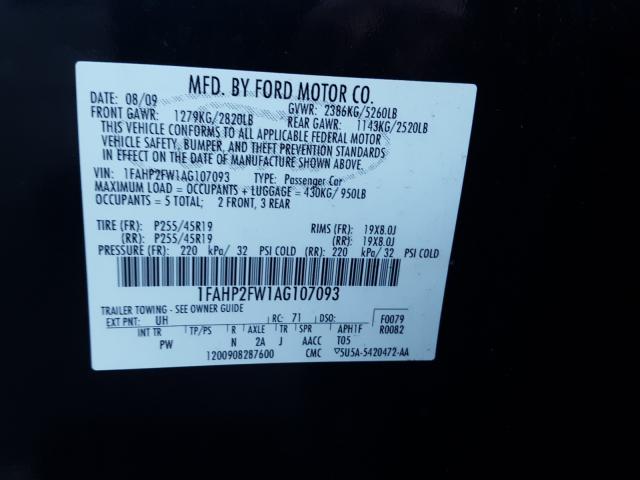 MFD. BY FORD MOTOR CO.
DATE: 08/09 GVWR: 2386KG/5260LB
FRONT GAWR: 1279KG/2820LB REAR GAWR: 1143KG/2520LB
THIS VEHICLE CONFORMS TO ALL APPLICABLE FEDERAL MOTOR
VEHICLE SAFETY, BUMPER, AND THEFT PREVENTION STANDARDS
IN EFFECT ON THE DATE OF MANUFACTURE SHOWN ABOVE.
VIN: 1FAHP2FW1AG107093 TYPE: Passenger Car
MAXIMUM LOAD = OCCUPANTS + LUGGAGE = 430KG/ 950LB
OCCUPANTS = 5 TOTAL; 2 FRONT, 3 REAR
TIRE (FR): P255/45R19 RIMS (FR): 19X8.0J
(RR): P255/45R19 (RR): 19X8.0J
PRESSURE (FR): 220 kPa/ 32 PSI COLD (RR): 220 kPa/ 32 PSI COLD
1FAHP2FW1AG107093
TRAILER TOWING - SEE OWNER GUIDE
EXT PNT: UH RC: 71 DSO: F0079
INT TR TP/PS R AXLE TR SPR APH1F R0082
PW N 2A J AACC T05
1200908287600 CMC ▽5U5A-5420472-AA